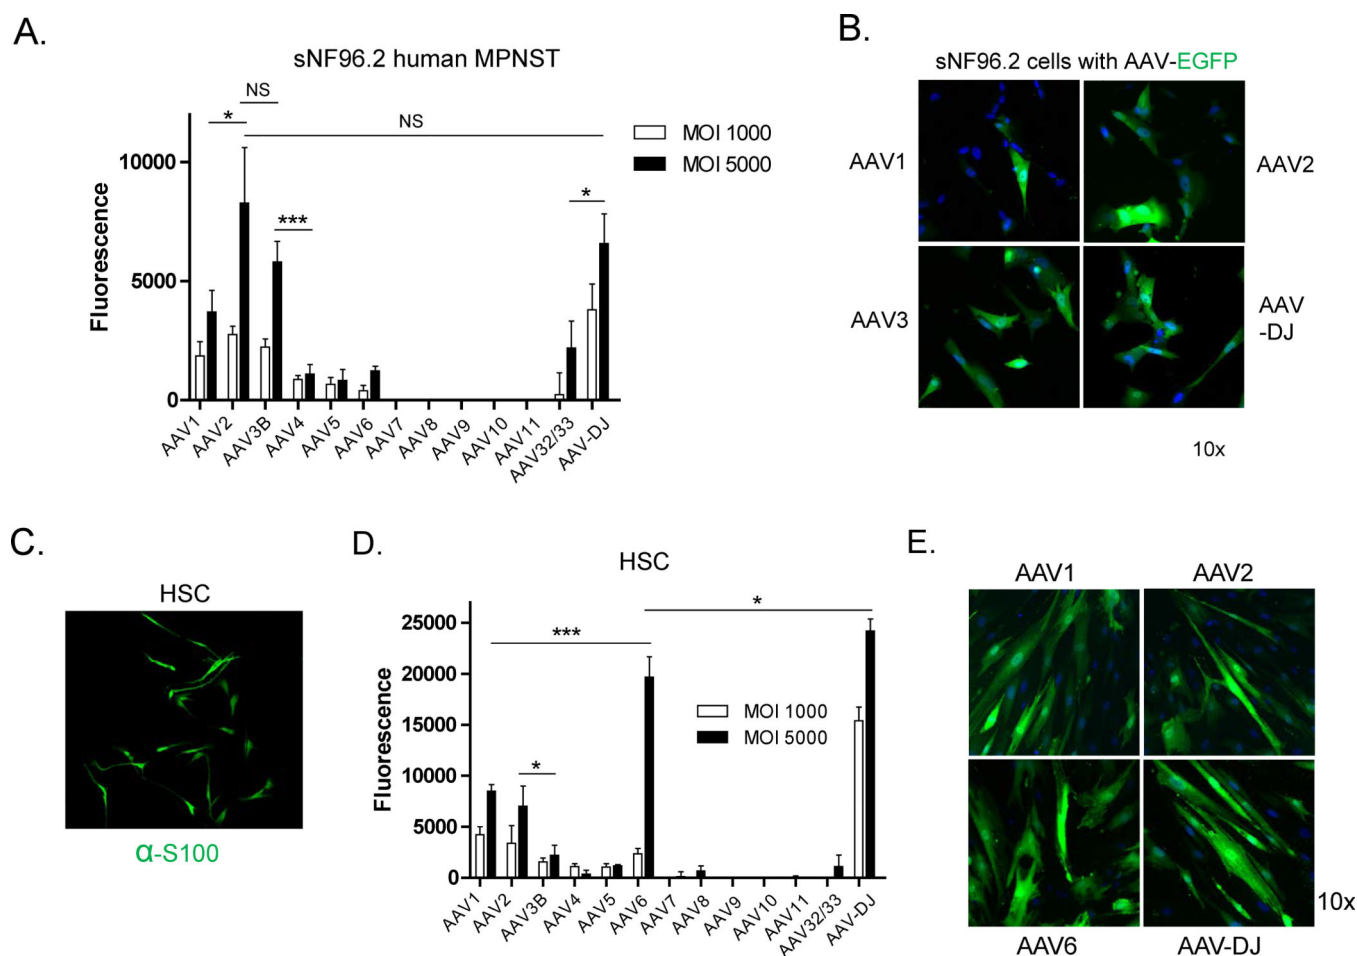 A.
sNF96.2 human MPNST
NS
*
NS
MOI 1000
MOI 5000
***
*
Fluorescence
10000
5000
0
AAV1
AAV2
AAV3B
AAV4
AAV5
AAV6
AAV7
AAV8
AAV9
AAV10
AAV11
AAV32/33
AAV-DJ
B.
sNF96.2 cells with AAV-EGFP
AAV1
AAV2
AAV3
AAV
-DJ
10x
C.
HSC
α-S100
D.
HSC
*
***
*
MOI 1000
MOI 5000
Fluorescence
25000
20000
15000
10000
5000
0
AAV1
AAV2
AAV3B
AAV4
AAV5
AAV6
AAV7
AAV8
AAV9
AAV10
AAV11
AAV32/33
AAV-DJ
E.
AAV1
AAV2
10x
AAV6
AAV-DJ